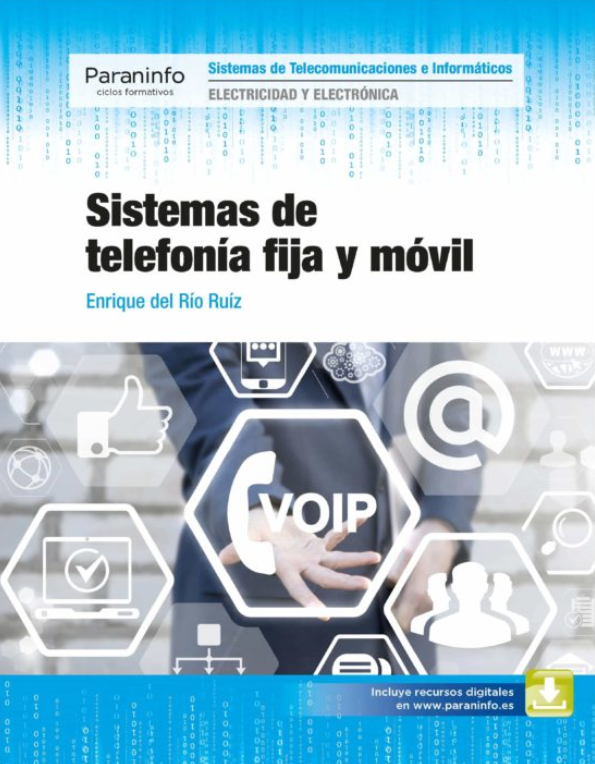 Paraninfo
ciclos formativos
Sistemas de Telecomunicaciones e Informáticos
ELECTRICIDAD Y ELECTRÓNICA
Sistemas de
telefonía fija y móvil
Enrique del Río Ruíz
WWW
@
VOIP
Incluye recursos digitales
en www.paraninfo.es